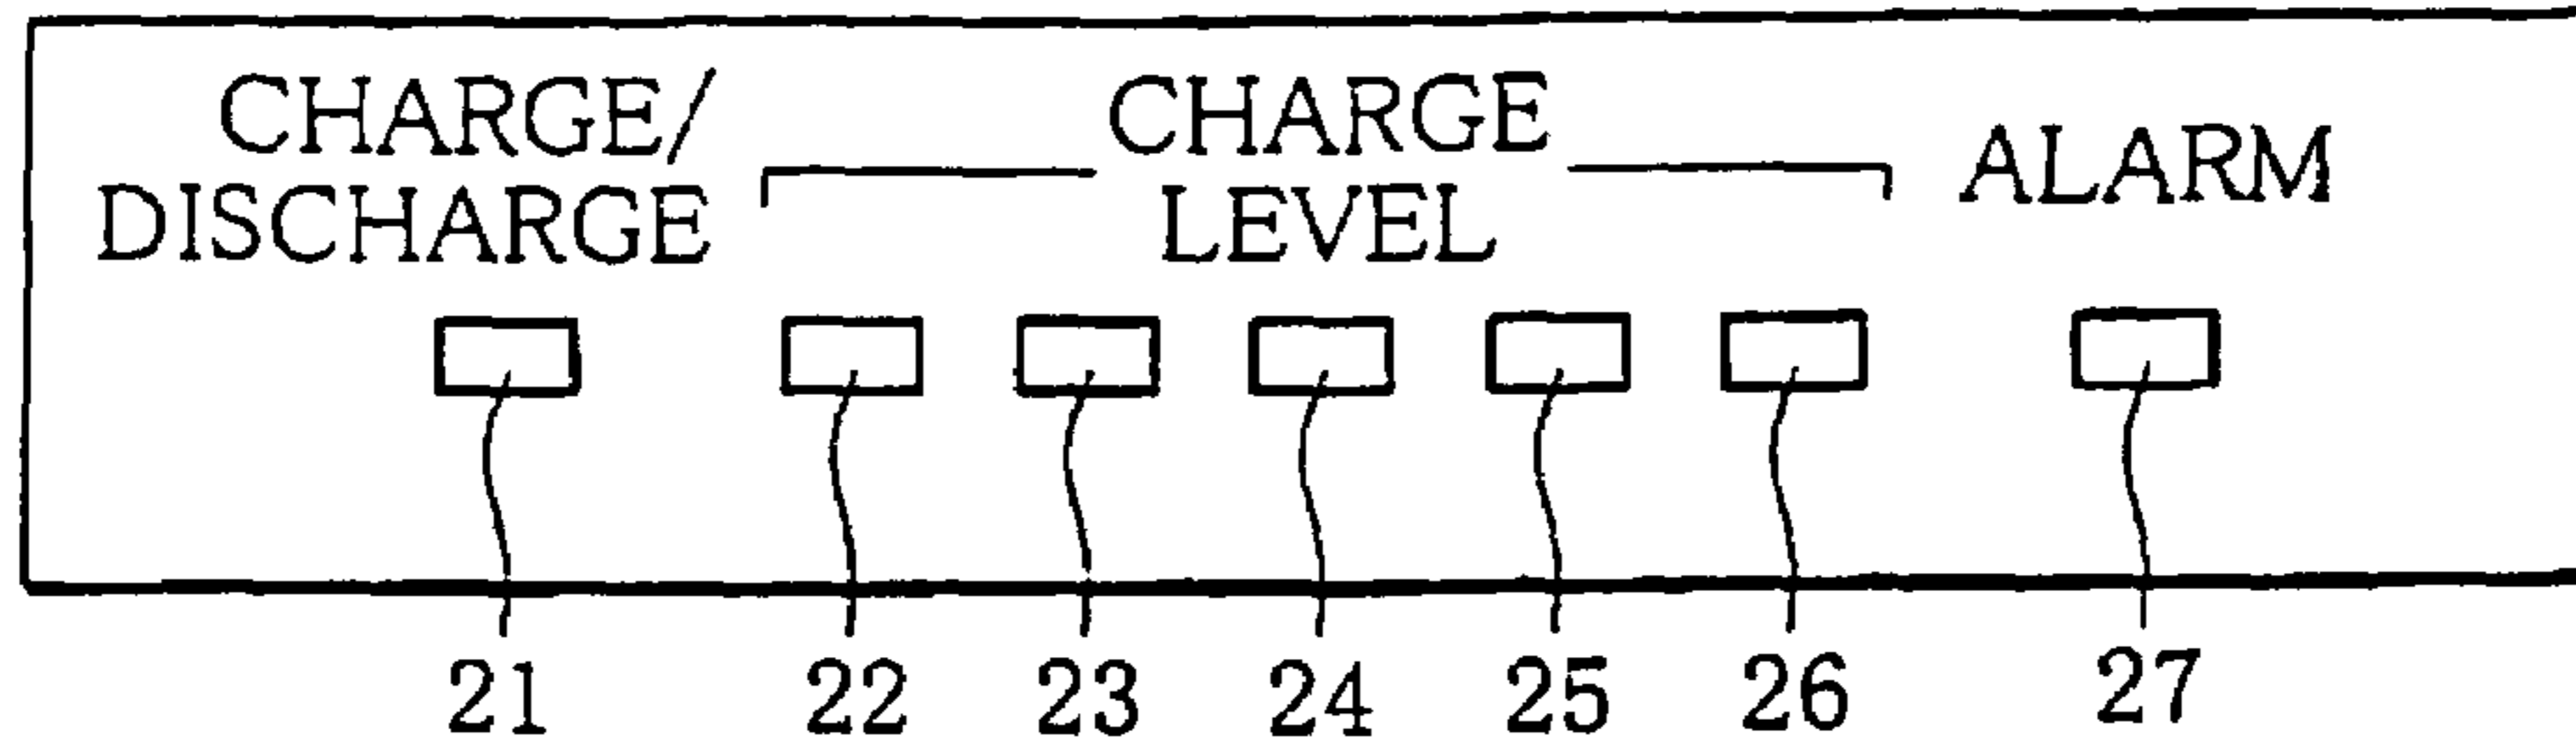 CHARGE/
DISCHARGE
CHARGE
LEVEL
ALARM
21 22 23 24 25 26 27